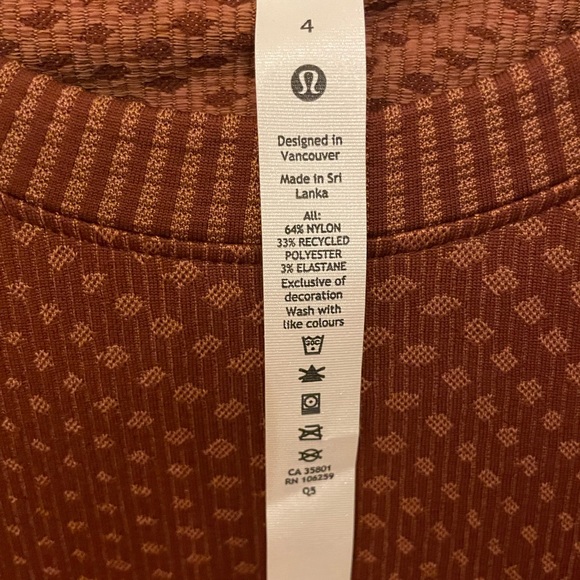 4
Designed in
Vancouver
Made in Sri
Lanka
All:
64% NYLON
33% RECYCLED
POLYESTER
3% ELASTANE
Exclusive of
decoration
Wash with
like colours
30C
CA 35801
RN 106259
Q5